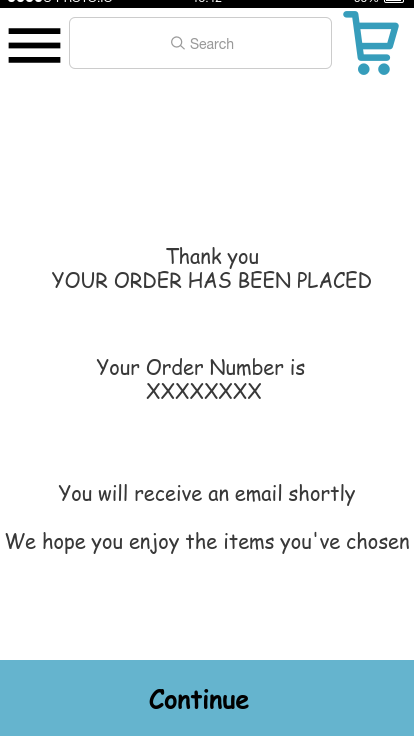 Search
Thank you
YOUR ORDER HAS BEEN PLACED
Your Order Number is
XXXXXXXX
You will receive an email shortly
We hope you enjoy the items you've chosen
Continue